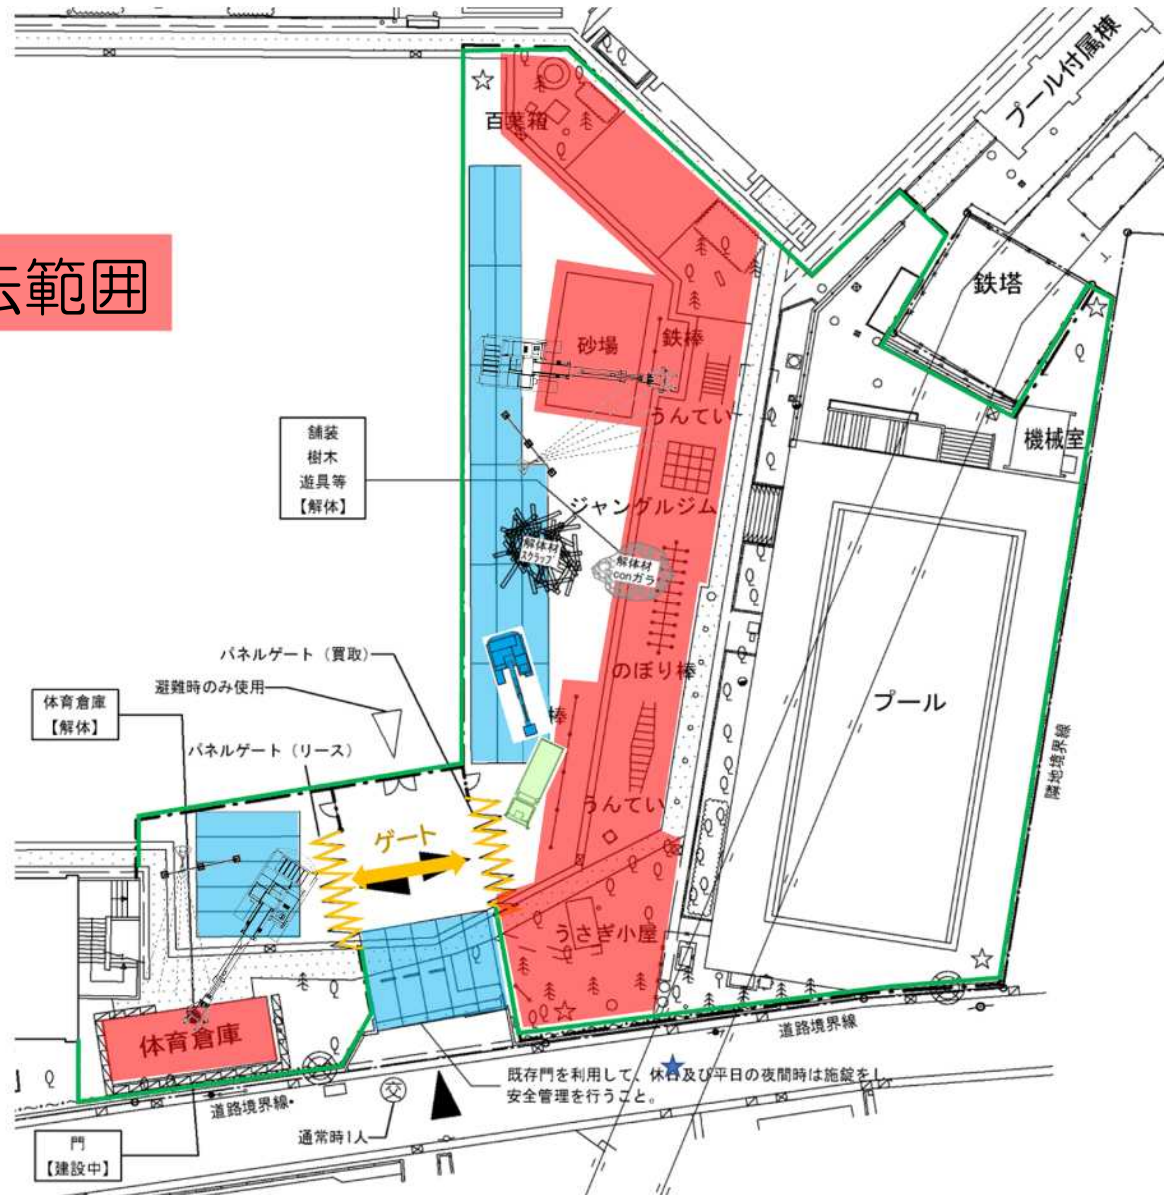 プール付属棟
百葉箱
範囲
鉄塔
砂場
鉄棒
うんてい
機械室
舗装
樹木
遊具等
【解体】
ジャングルジム
解体材
スクラップ
解体材
conガラ
のぼり棒
プール
パネルゲート（買取）
避難時のみ使用
棒
体育倉庫
【解体】
パネルゲート（リース）
隣地境界線
うんてい
ゲート
うさぎ小屋
体育倉庫
道路境界線
既存門を利用して、休日及び平日の夜間時は施錠をし
安全管理を行うこと。
道路境界線
交
通常時1人
門
【建設中】